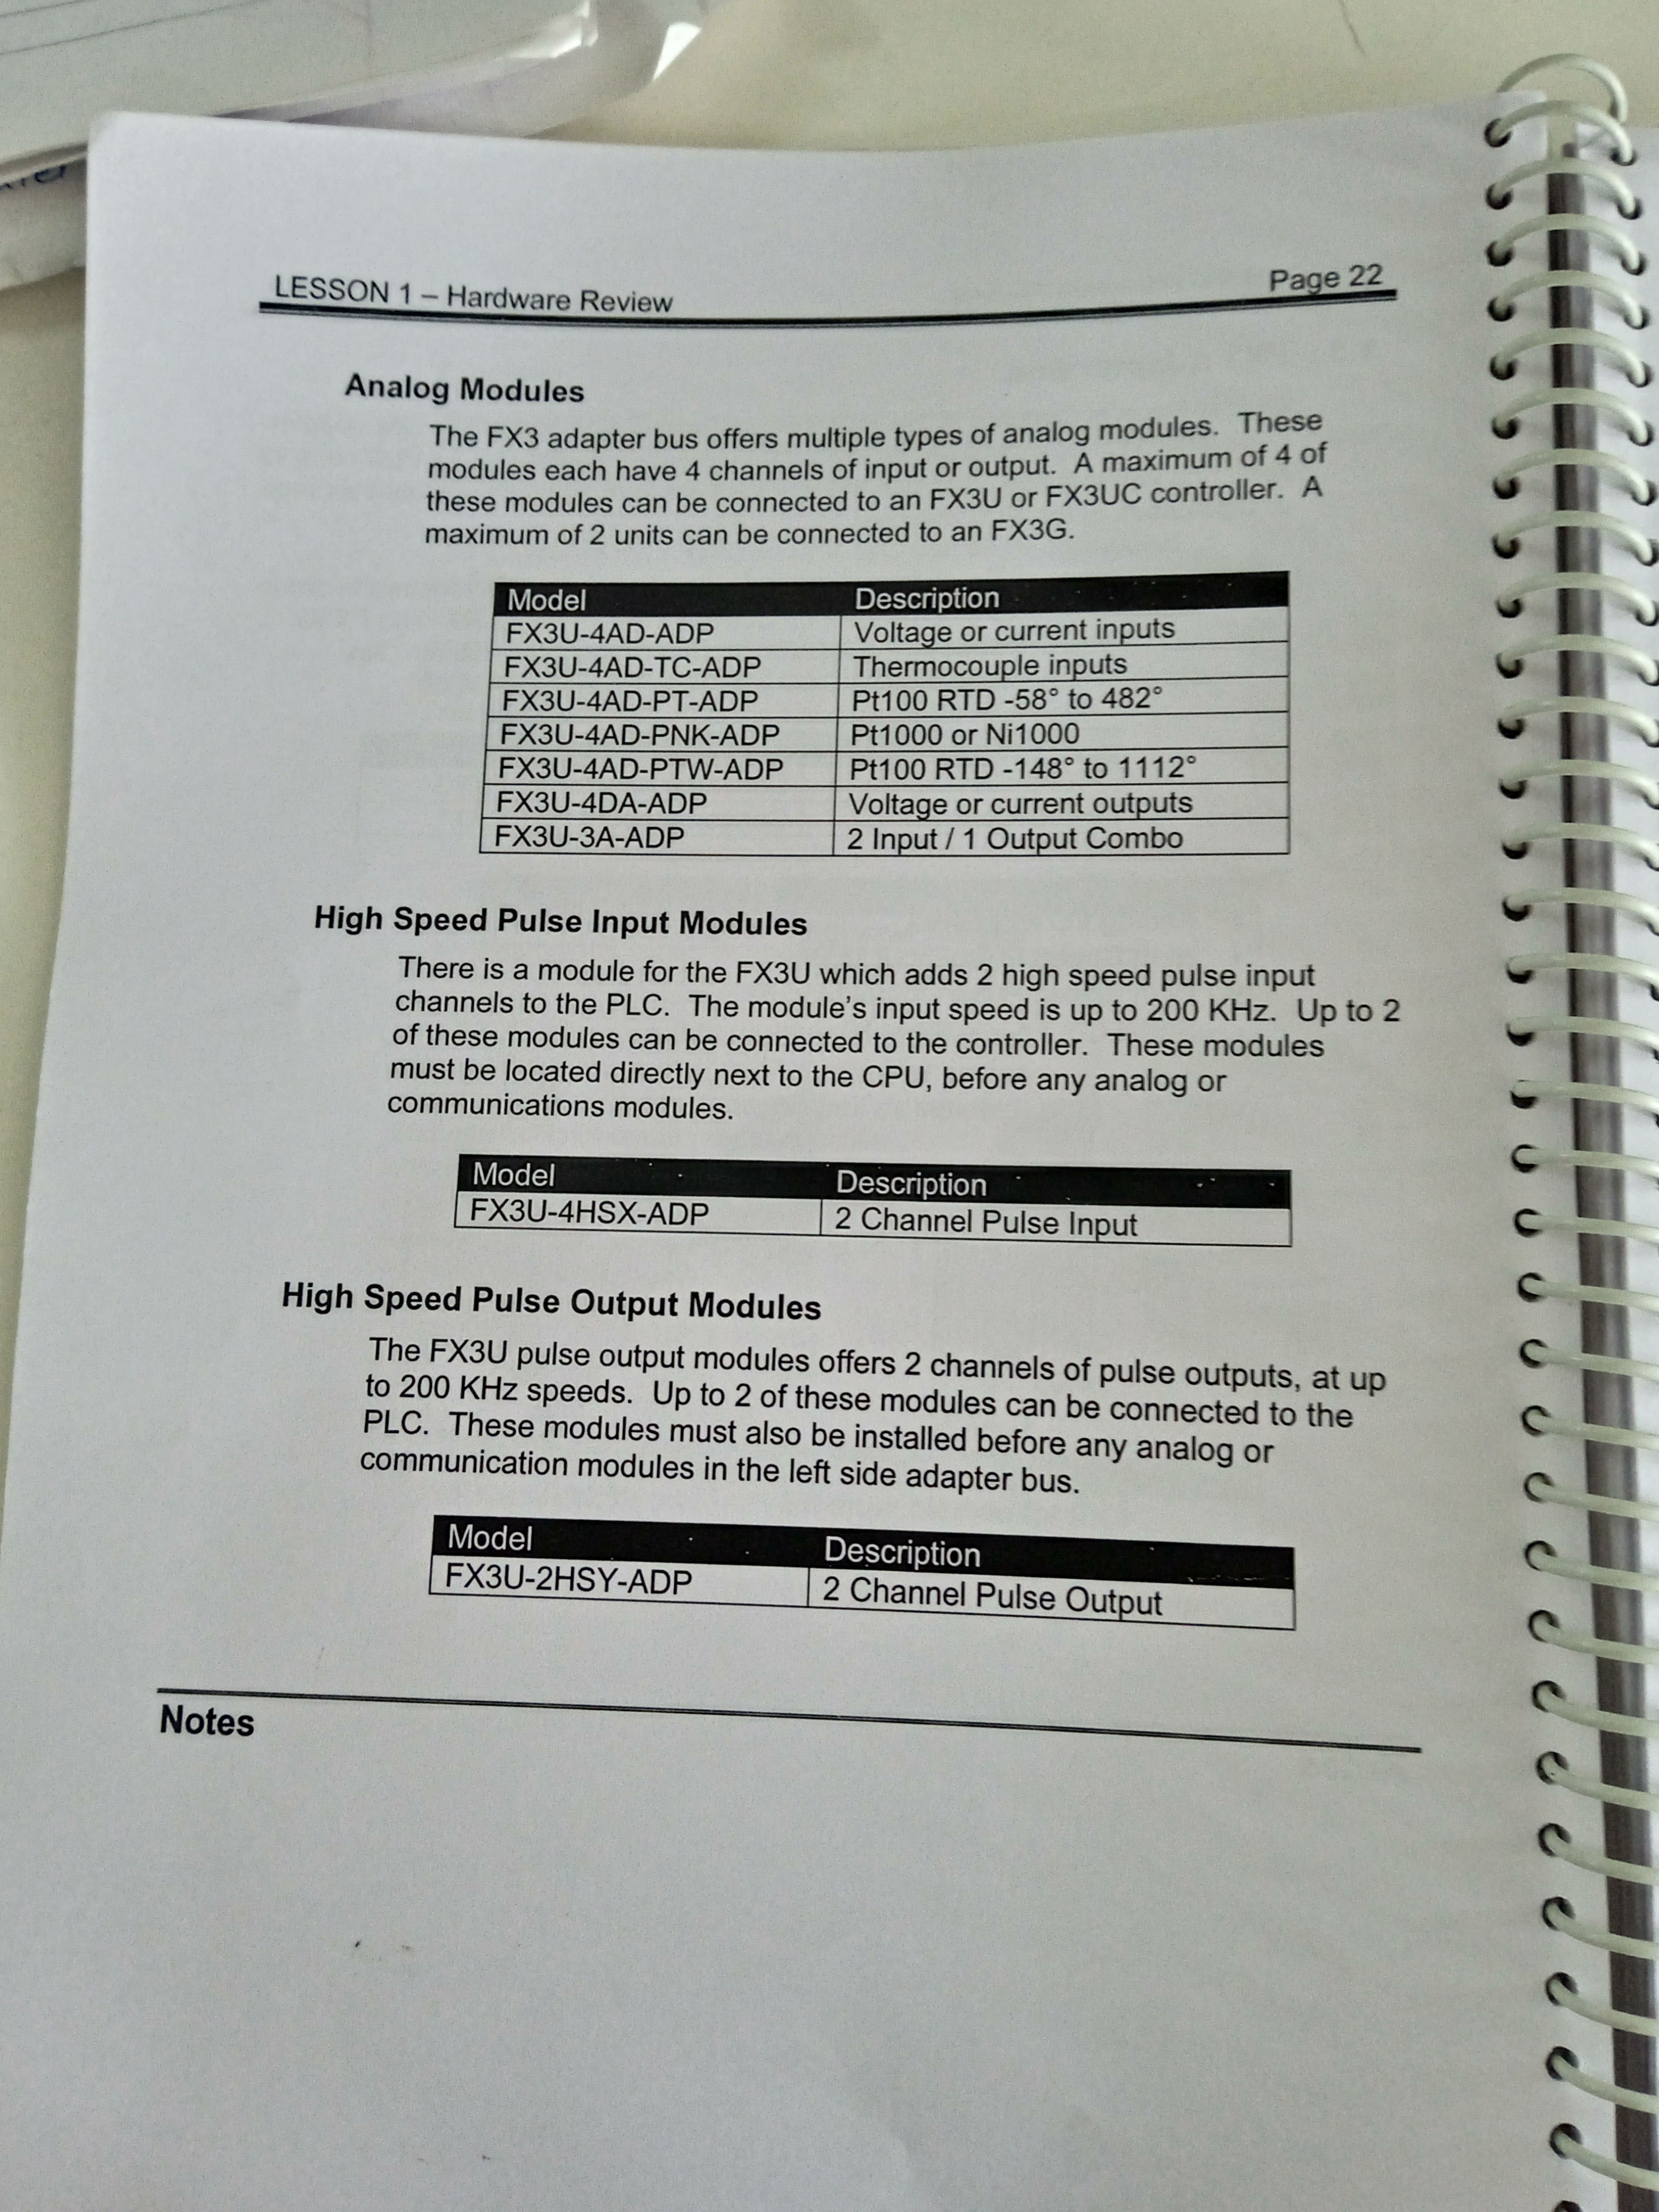 LESSON 1 – Hardware Review Page 22
Analog Modules
The FX3 adapter bus offers multiple types of analog modules. These
modules each have 4 channels of input or output. A maximum of 4 of
these modules can be connected to an FX3U or FX3UC controller. A
maximum of 2 units can be connected to an FX3G.
Model Description
FX3U-4AD-ADP Voltage or current inputs
FX3U-4AD-TC-ADP Thermocouple inputs
FX3U-4AD-PT-ADP Pt100 RTD -58° to 482°
FX3U-4AD-PNK-ADP Pt1000 or Ni1000
FX3U-4AD-PTW-ADP Pt100 RTD -148° to 1112°
FX3U-4DA-ADP Voltage or current outputs
FX3U-3A-ADP 2 Input / 1 Output Combo
High Speed Pulse Input Modules
There is a module for the FX3U which adds 2 high speed pulse input
channels to the PLC. The module's input speed is up to 200 KHz. Up to 2
of these modules can be connected to the controller. These modules
must be located directly next to the CPU, before any analog or
communications modules.
Model Description
FX3U-4HSX-ADP 2 Channel Pulse Input
High Speed Pulse Output Modules
The FX3U pulse output modules offers 2 channels of pulse outputs, at up
to 200 KHz speeds. Up to 2 of these modules can be connected to the
PLC. These modules must also be installed before any analog or
communication modules in the left side adapter bus.
Model Description
FX3U-2HSY-ADP 2 Channel Pulse Output
Notes